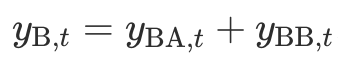 y_{B,t} = y_{BA,t} + y_{BB,t}